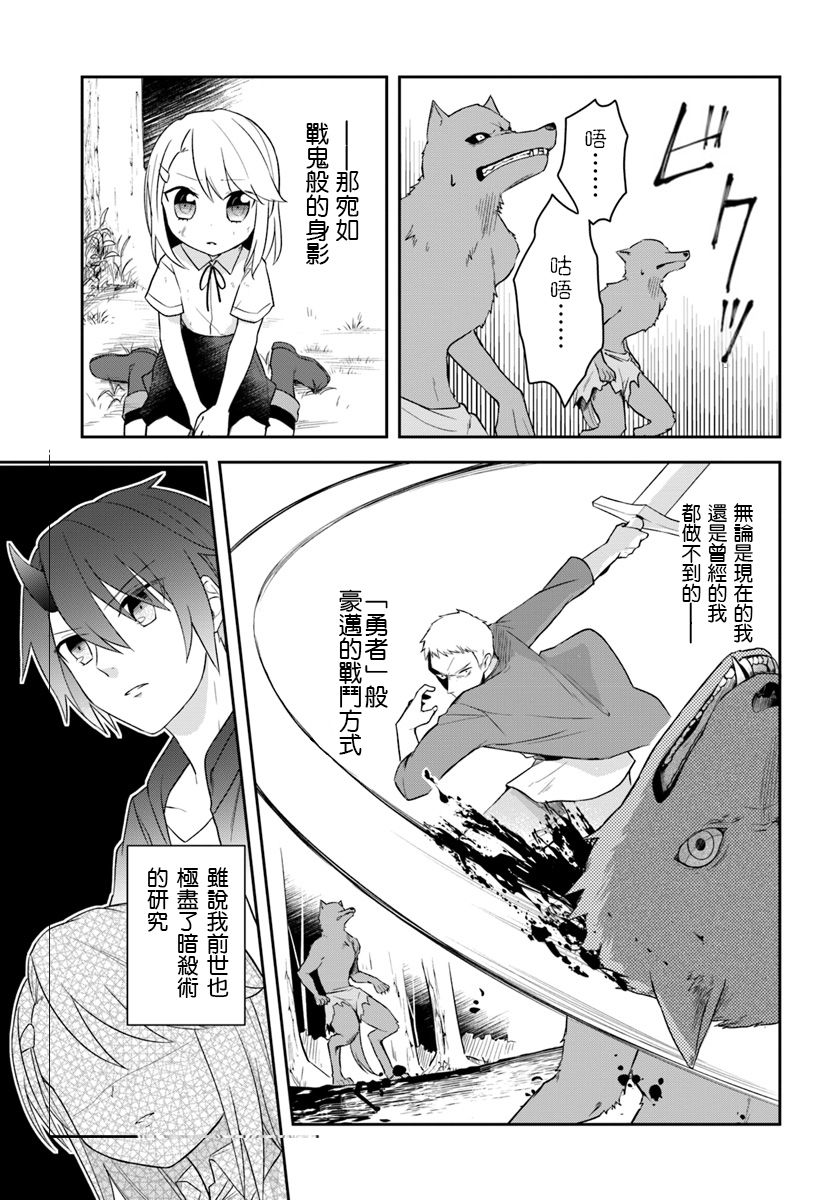 ビクッ
唔……
咕唔……
——那宛如
戰鬼般的身影
無論是現在的我
還是曾經的我
都做不到的——
「勇者」般
豪邁的戰鬥方式
雖說我前世也
極盡了暗殺術
的研究